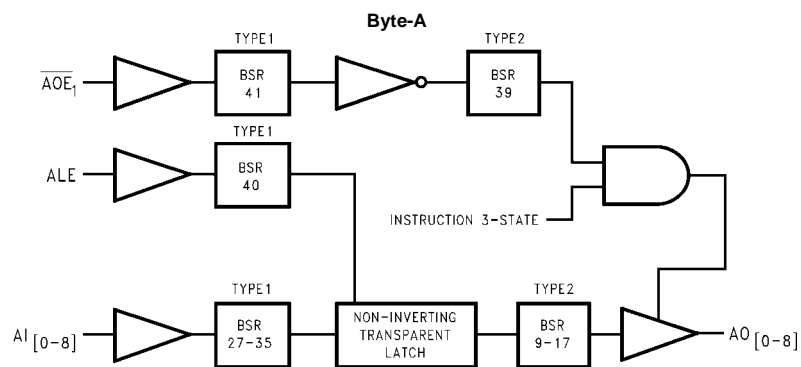 Byte-A
TYPE1
TYPE2
A̅O̅E̅₁
BSR
41
BSR
39
TYPE1
ALE
BSR
40
INSTRUCTION 3-STATE
TYPE1
TYPE2
AI[0-8]
BSR
27-35
NON-INVERTING
TRANSPARENT
LATCH
BSR
9-17
AO[0-8]